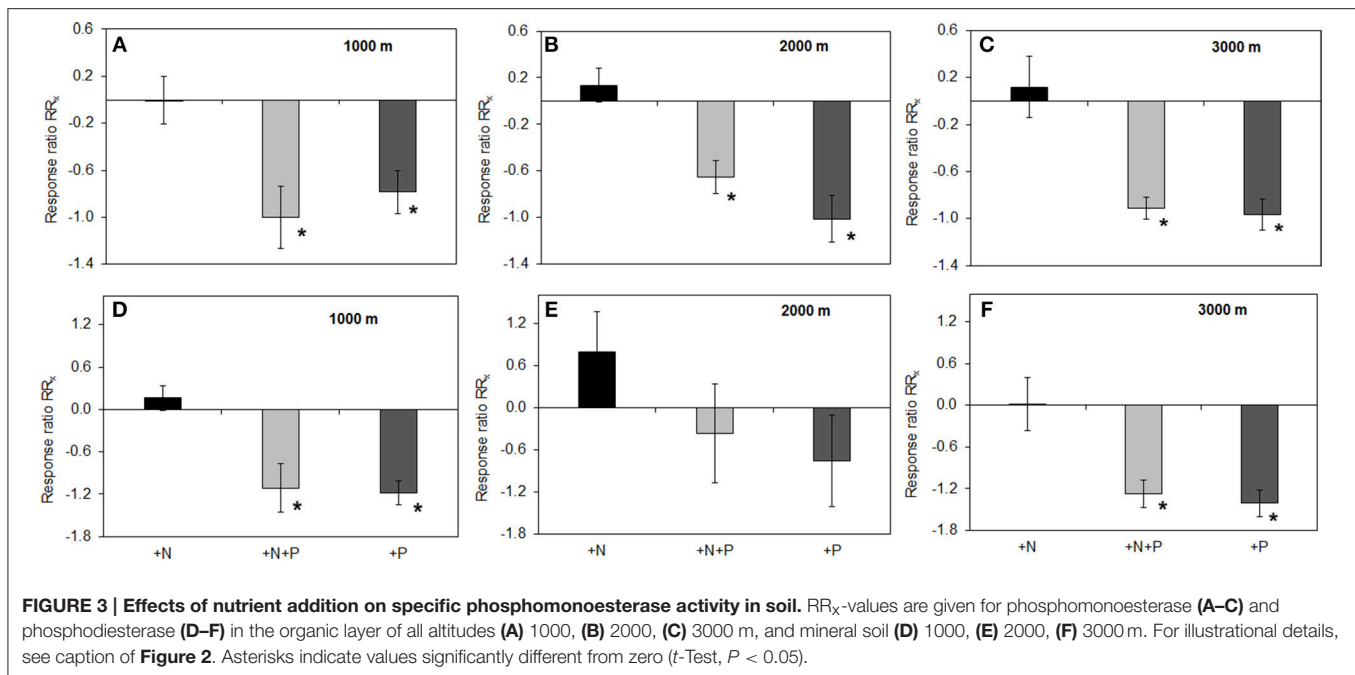 A
1000 m
Response ratio RRx
0.6
0.2
-0.2
-0.6
-1.0
-1.4
*
*
B
2000 m
Response ratio RRx
0.6
0.2
-0.2
-0.6
-1.0
-1.4
*
*
C
3000 m
Response ratio RRx
0.6
0.2
-0.2
-0.6
-1.0
-1.4
*
*
D
1000 m
Response ratio RRx
1.2
0.6
0.0
-0.6
-1.2
-1.8
*
*
+N
+N+P
+P
E
2000 m
Response ratio RRx
1.2
0.6
0.0
-0.6
-1.2
-1.8
+N
+N+P
+P
F
3000 m
Response ratio RRx
1.2
0.6
0.0
-0.6
-1.2
-1.8
*
*
+N
+N+P
+P
FIGURE 3 | Effects of nutrient addition on specific phosphomonoesterase activity in soil. RRx-values are given for phosphomonoesterase (A–C) and
phosphodiesterase (D–F) in the organic layer of all altitudes (A) 1000, (B) 2000, (C) 3000 m, and mineral soil (D) 1000, (E) 2000, (F) 3000 m. For illustrational details,
see caption of Figure 2. Asterisks indicate values significantly different from zero (t-Test, P < 0.05).